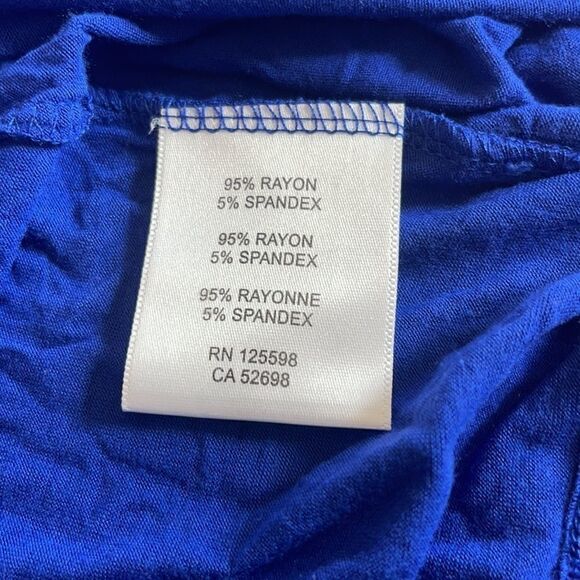 95% RAYON
5% SPANDEX
95% RAYON
5% SPANDEX
95% RAYONNE
5% SPANDEX
RN 125598
CA 52698